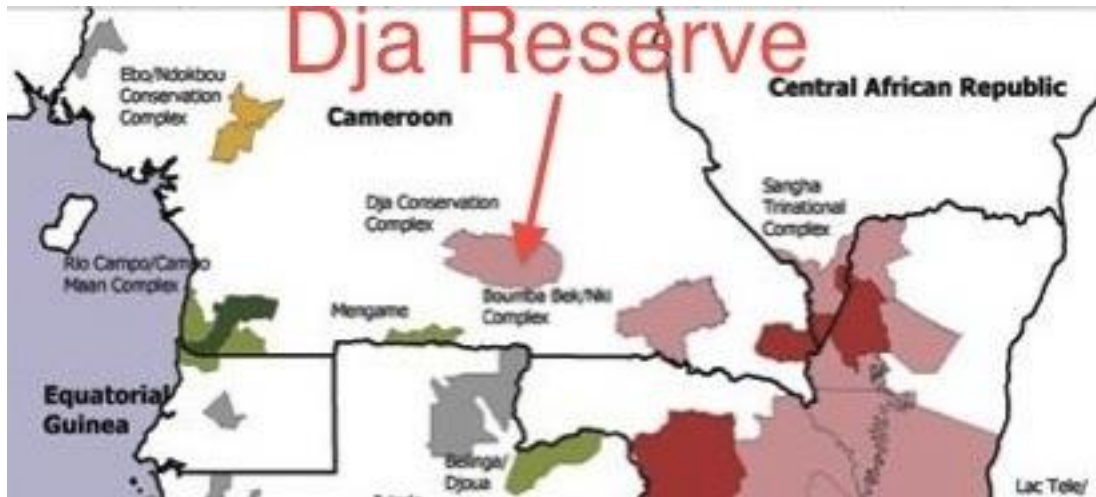 Dja Reserve
Ebo/Ndokbou
Conservation
Complex
Cameroon
Central African Republic
Dja Conservation
Complex
Sangha
Trinational
Complex
Rio Campo/Campo
Maan Complex
Mengame
Boumba Bek/Nki
Complex
Equatorial
Guinea
Belinga/
Djoua
Lac Tele/